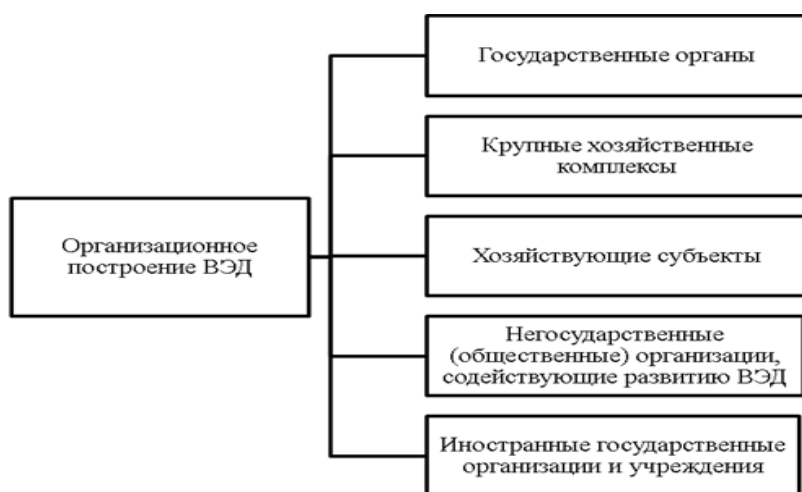 Организационное
построение ВЭД
Государственные органы
Крупные хозяйственные
комплексы
Хозяйствующие субъекты
Негосударственные
(общественные) организации,
содействующие развитию ВЭД
Иностранные государственные
организации и учреждения